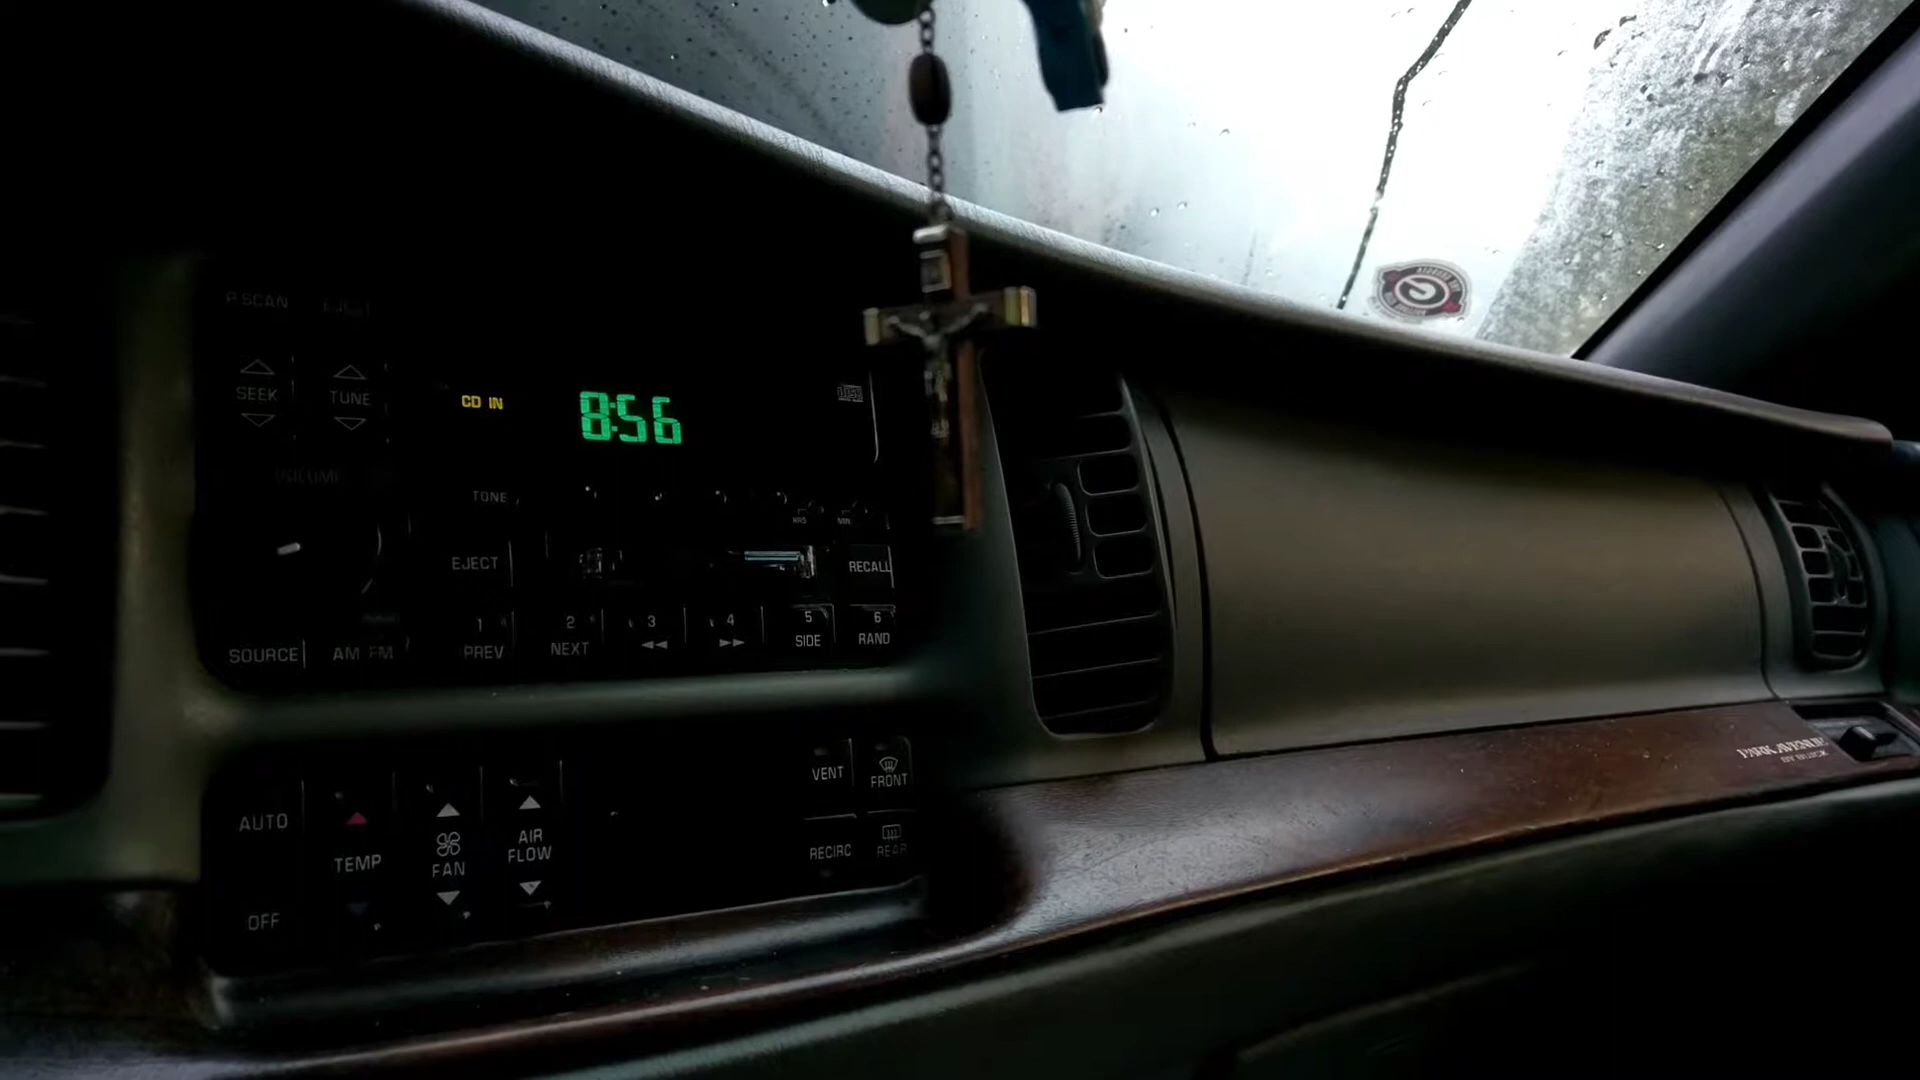 P.SCAN
SEEK
TUNE
CD IN
8:56
VOLUME
TONE
HRS
MIN
EJECT
RECALL
SOURCE
AM FM
1
PREV
2
NEXT
3
4
5
SIDE
6
RAND
AUTO
TEMP
FAN
AIR
FLOW
OFF
VENT
FRONT
RECIRC
REAR
PARK AVENUE
BY BUICK